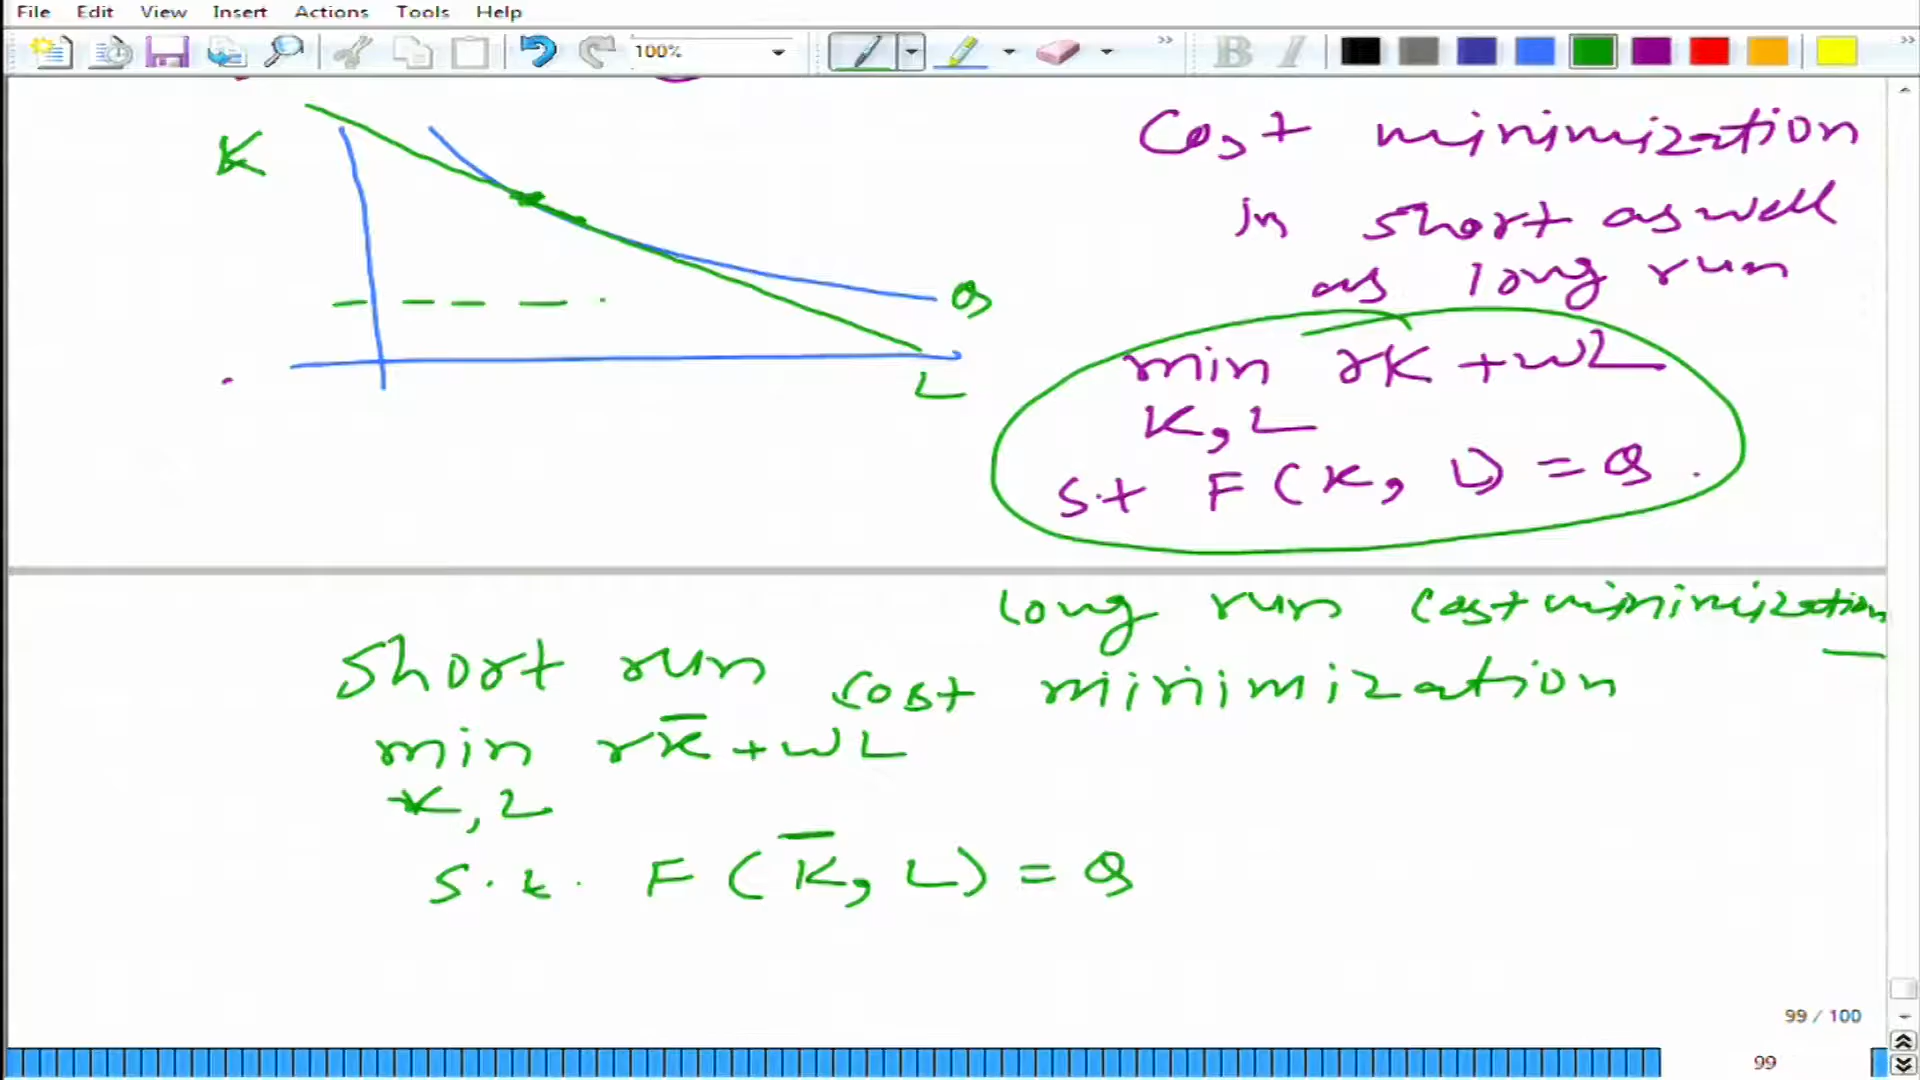 File Edit View Insert Actions Tools Help
100%
K
Q
L
Cost minimization
in short as well
as long run
min rK + wL
K, L
s.t F(K, L) = Q.
long run cost minimization
Short run cost minimization
min rK̅ + wL
K, L
s.t. F(K̅, L) = Q
99 / 100
99